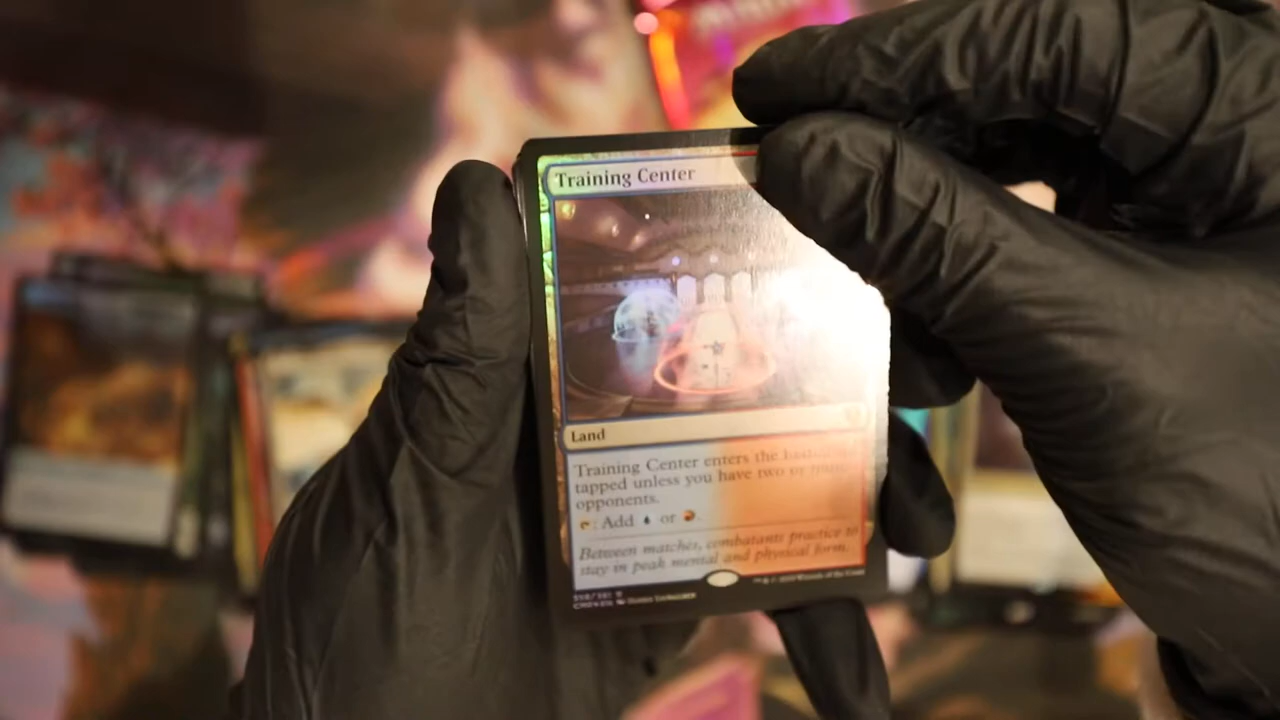 Training Center
Land
Training Center enters the
tapped unless you have two or more
opponents.
: Add or .
Between matches, combatants practice to
stay in peak mental and physical form.